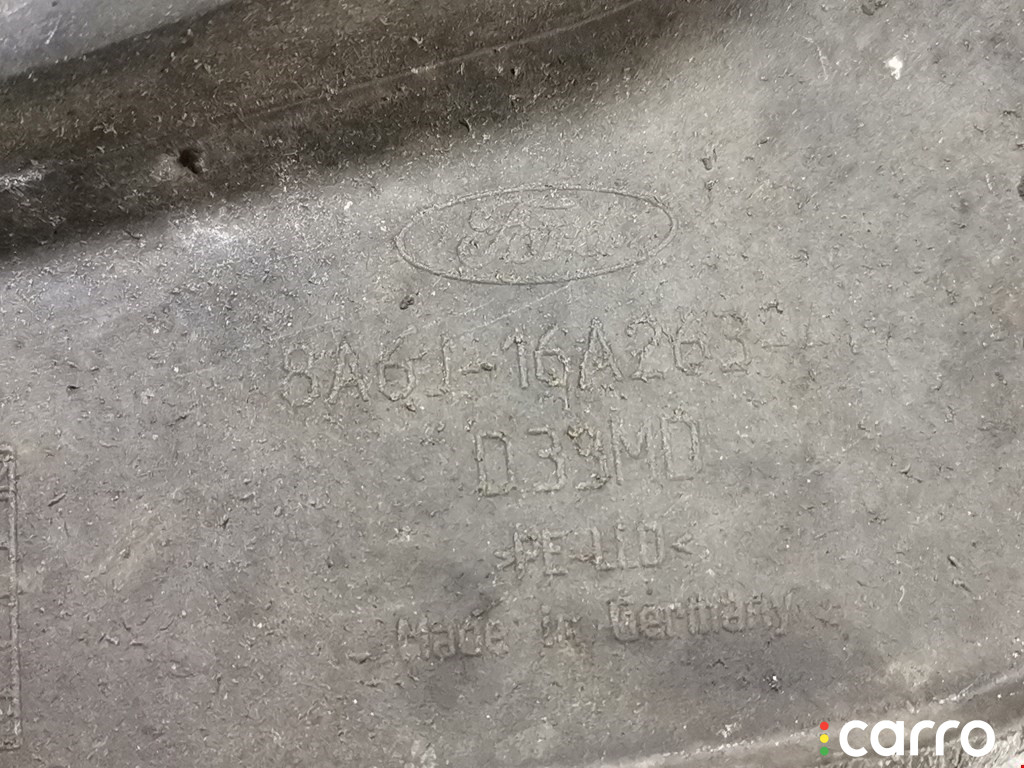 Ford
8A61-16A263-
D39MD
>PE-LLD<
Made in Germany
carro